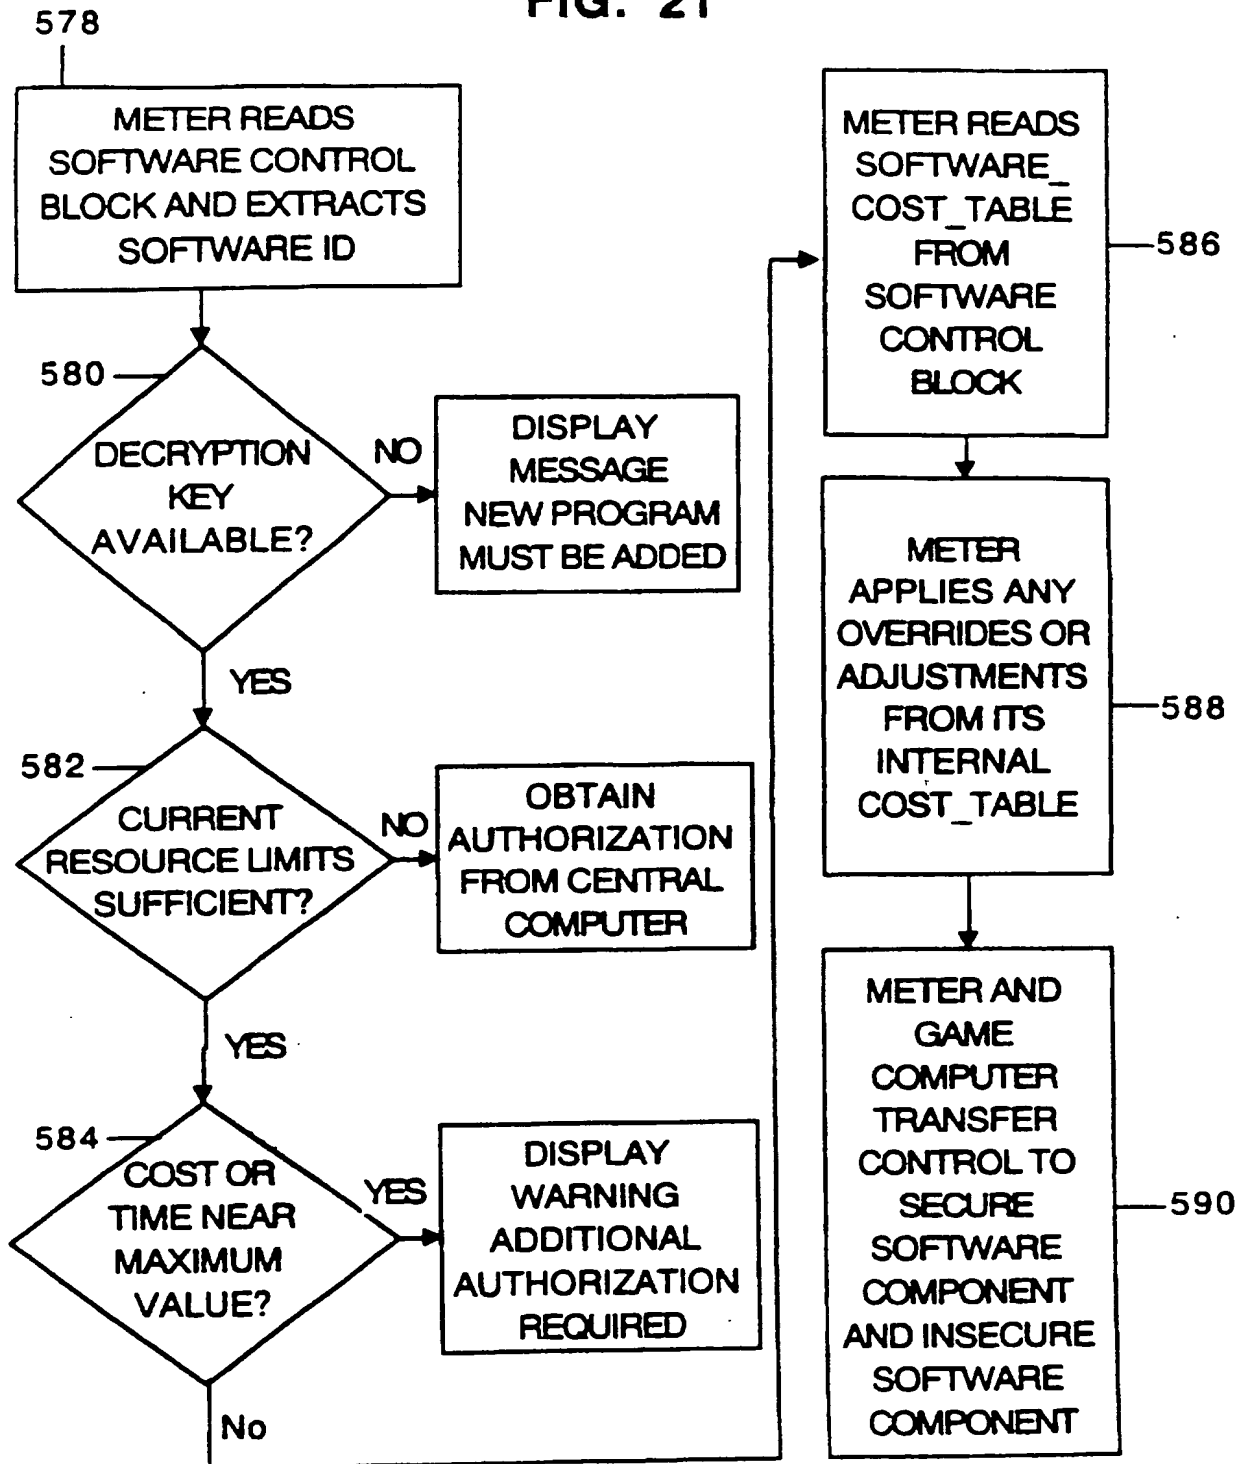 FIG. 21
578
METER READS
SOFTWARE CONTROL
BLOCK AND EXTRACTS
SOFTWARE ID
580
DECRYPTION
KEY
AVAILABLE?
NO
DISPLAY
MESSAGE
NEW PROGRAM
MUST BE ADDED
YES
582
CURRENT
RESOURCE LIMITS
SUFFICIENT?
NO
OBTAIN
AUTHORIZATION
FROM CENTRAL
COMPUTER
YES
584
COST OR
TIME NEAR
MAXIMUM
VALUE?
YES
DISPLAY
WARNING
ADDITIONAL
AUTHORIZATION
REQUIRED
No
METER READS
SOFTWARE_
COST_TABLE
FROM
SOFTWARE
CONTROL
BLOCK
586
METER
APPLIES ANY
OVERRIDES OR
ADJUSTMENTS
FROM ITS
INTERNAL
COST_TABLE
588
METER AND
GAME
COMPUTER
TRANSFER
CONTROL TO
SECURE
SOFTWARE
COMPONENT
AND INSECURE
SOFTWARE
COMPONENT
590